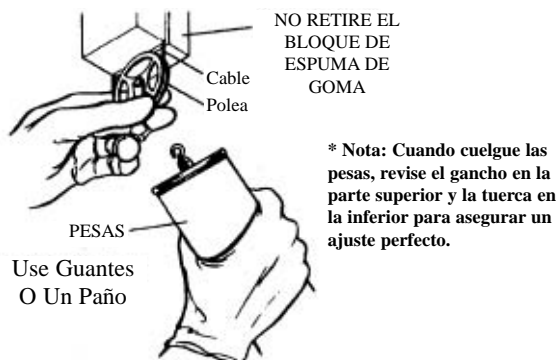 NO RETIRE EL
BLOQUE DE
ESPUMA DE
GOMA
Cable
Polea
* Nota: Cuando cuelgue las
pesas, revise el gancho en la
parte superior y la tuerca en
la inferior para asegurar un
ajuste perfecto.
PESAS
Use Guantes
O Un Paño